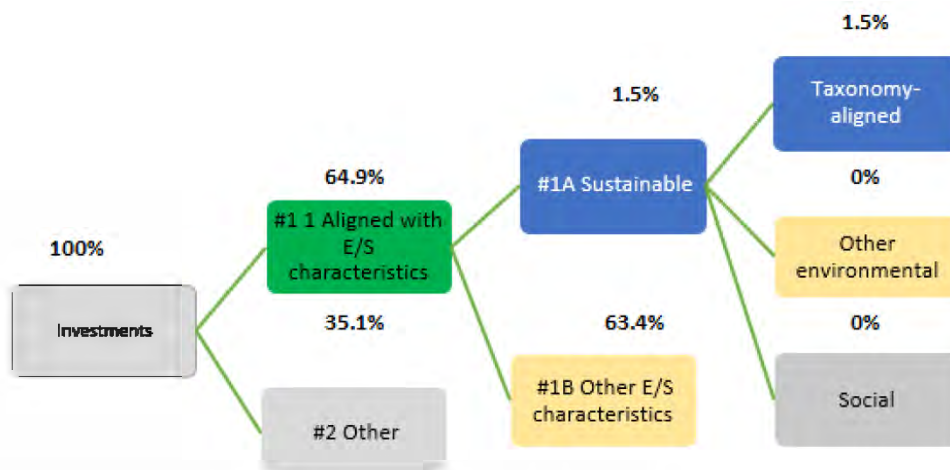 1.5%
Taxonomy-
aligned
1.5%
#1A Sustainable
64.9%
#1 1 Aligned with
E/S
characteristics
0%
Other
environmental
100%
Investments
35.1%
#2 Other
63.4%
#1B Other E/S
characteristics
0%
Social